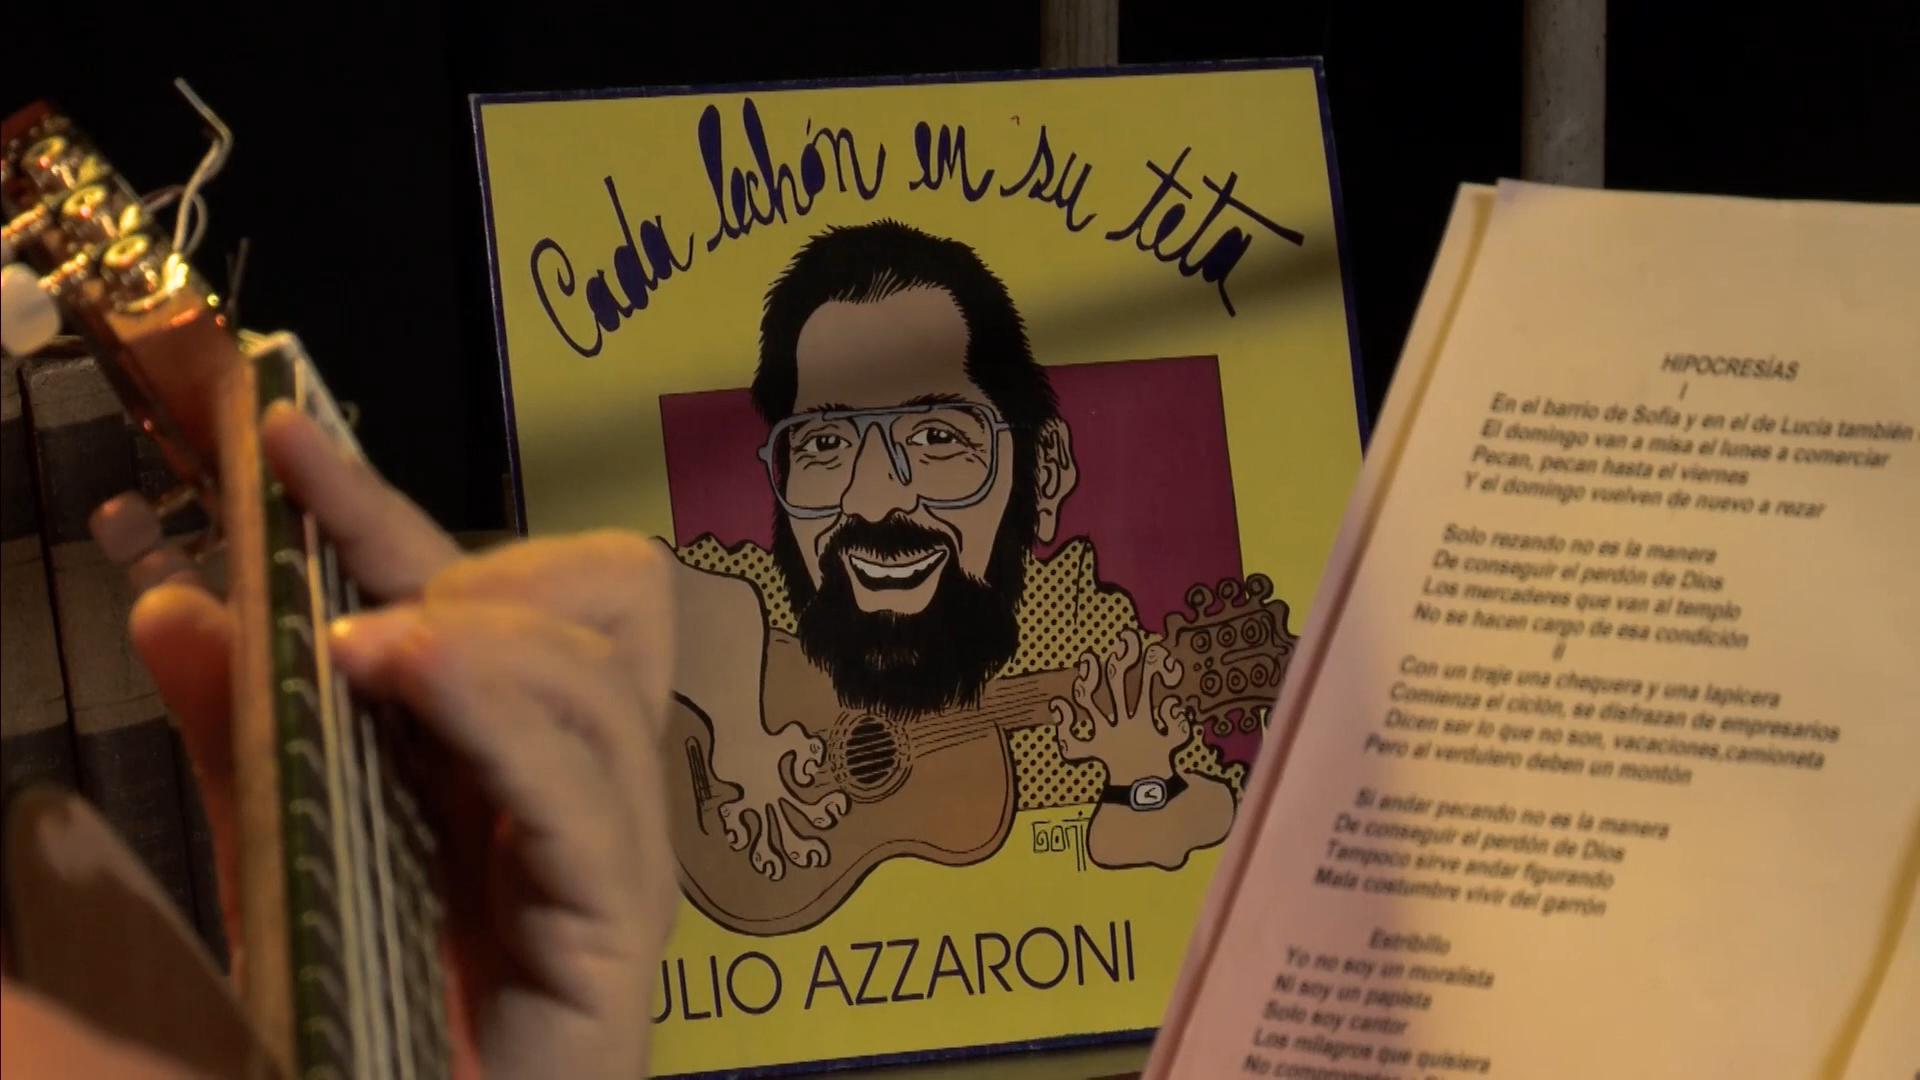 Cada lechón en su teta
GOÑI
ULIO AZZARONI
HIPOCRESÍAS
I
En el barrio de Sofía y en el de Lucía también
El domingo van a misa el lunes a comerciar
Pecan, pecan hasta el viernes
Y el domingo vuelven de nuevo a rezar
Solo rezando no es la manera
De conseguir el perdón de Dios
Los mercaderes que van al templo
No se hacen cargo de esa condición
II
Con un traje una chequera y una lapicera
Comienza el ciclón, se disfrazan de empresarios
Dicen ser lo que no son, vacaciones,camioneta
Pero al verdulero deben un montón
Si andar pecando no es la manera
De conseguir el perdón de Dios
Tampoco sirve andar figurando
Mala costumbre vivir del garrón
Estribillo
Yo no soy un moralista
Ni soy un papista
Solo soy cantor
Los milagros que quisiera
No